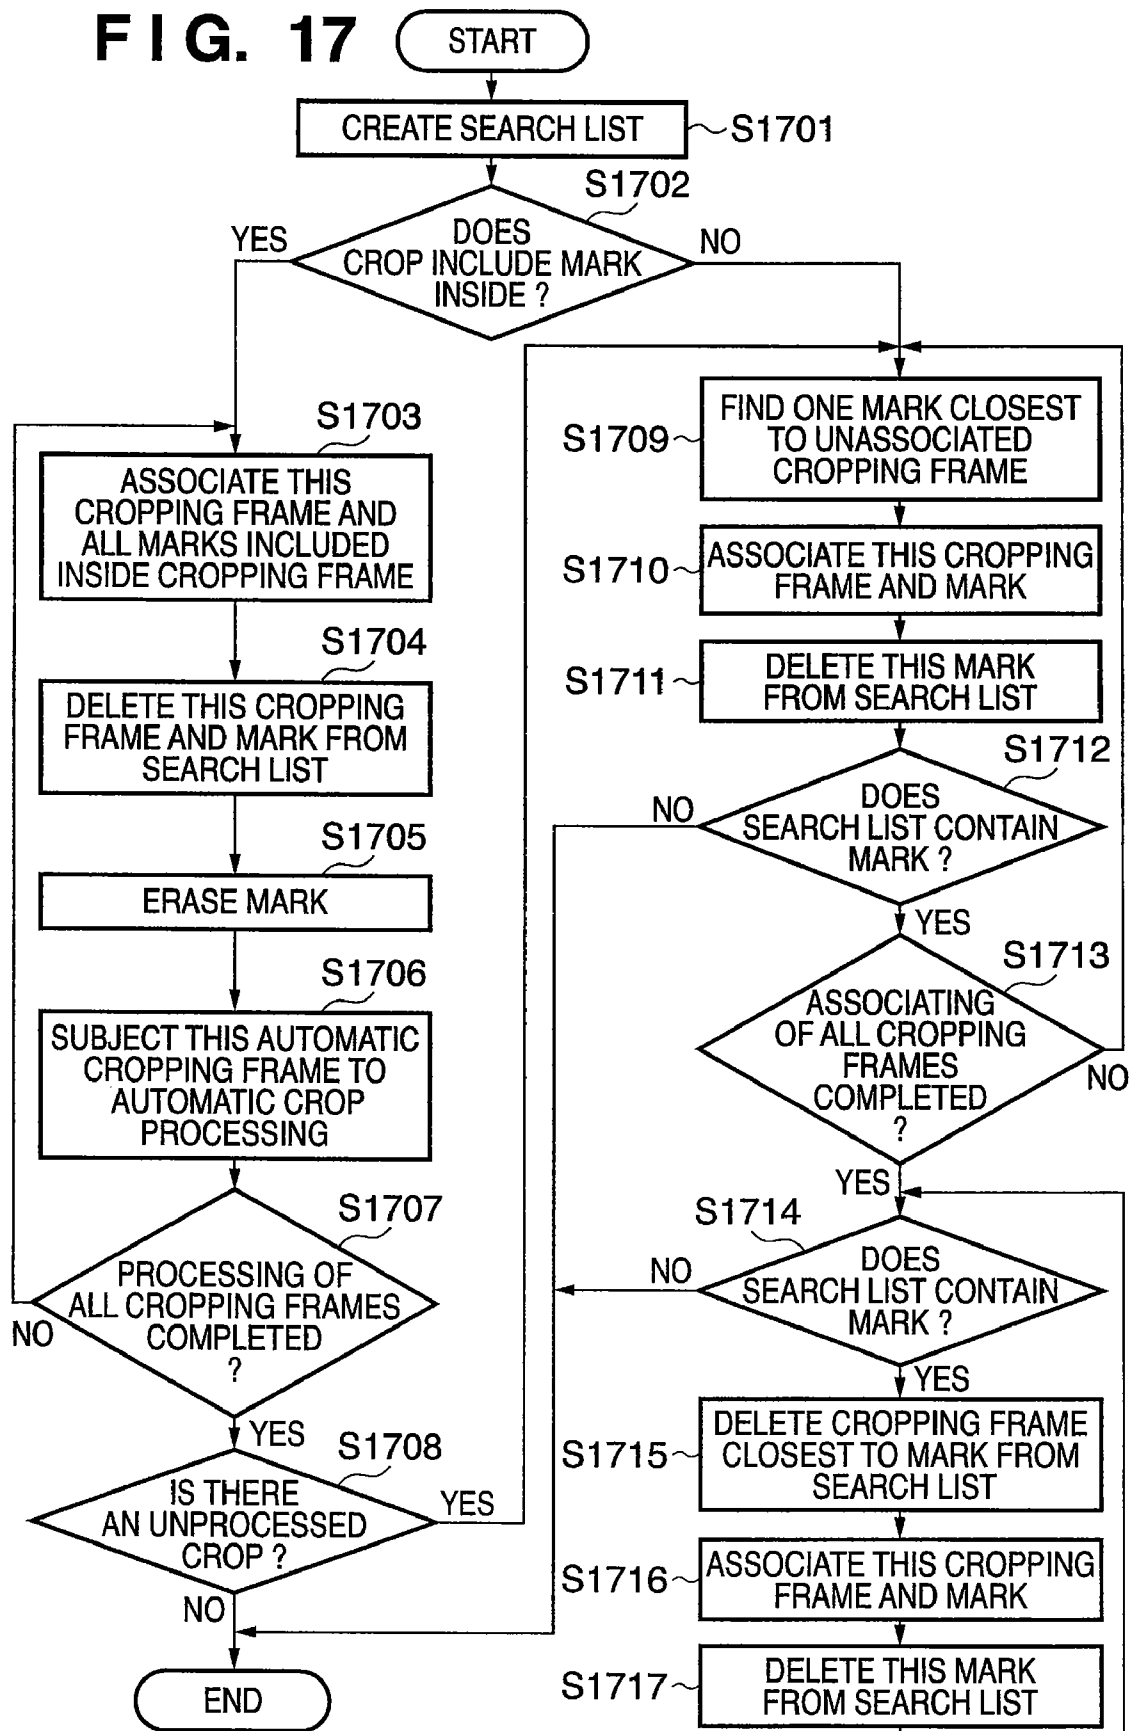 FIG. 17
START
CREATE SEARCH LIST
S1701
S1702
DOES
CROP INCLUDE MARK
INSIDE ?
YES
NO
S1703
ASSOCIATE THIS
CROPPING FRAME AND
ALL MARKS INCLUDED
INSIDE CROPPING FRAME
S1704
DELETE THIS CROPPING
FRAME AND MARK FROM
SEARCH LIST
S1705
ERASE MARK
S1706
SUBJECT THIS AUTOMATIC
CROPPING FRAME TO
AUTOMATIC CROP
PROCESSING
S1707
PROCESSING OF
ALL CROPPING FRAMES
COMPLETED
?
NO
YES
S1708
IS THERE
AN UNPROCESSED
CROP ?
YES
NO
END
S1709
FIND ONE MARK CLOSEST
TO UNASSOCIATED
CROPPING FRAME
S1710
ASSOCIATE THIS CROPPING
FRAME AND MARK
S1711
DELETE THIS MARK
FROM SEARCH LIST
S1712
DOES
SEARCH LIST CONTAIN
MARK ?
NO
YES
S1713
ASSOCIATING
OF ALL CROPPING
FRAMES
COMPLETED
?
NO
YES
S1714
DOES
SEARCH LIST CONTAIN
MARK ?
NO
YES
S1715
DELETE CROPPING FRAME
CLOSEST TO MARK FROM
SEARCH LIST
S1716
ASSOCIATE THIS CROPPING
FRAME AND MARK
S1717
DELETE THIS MARK
FROM SEARCH LIST